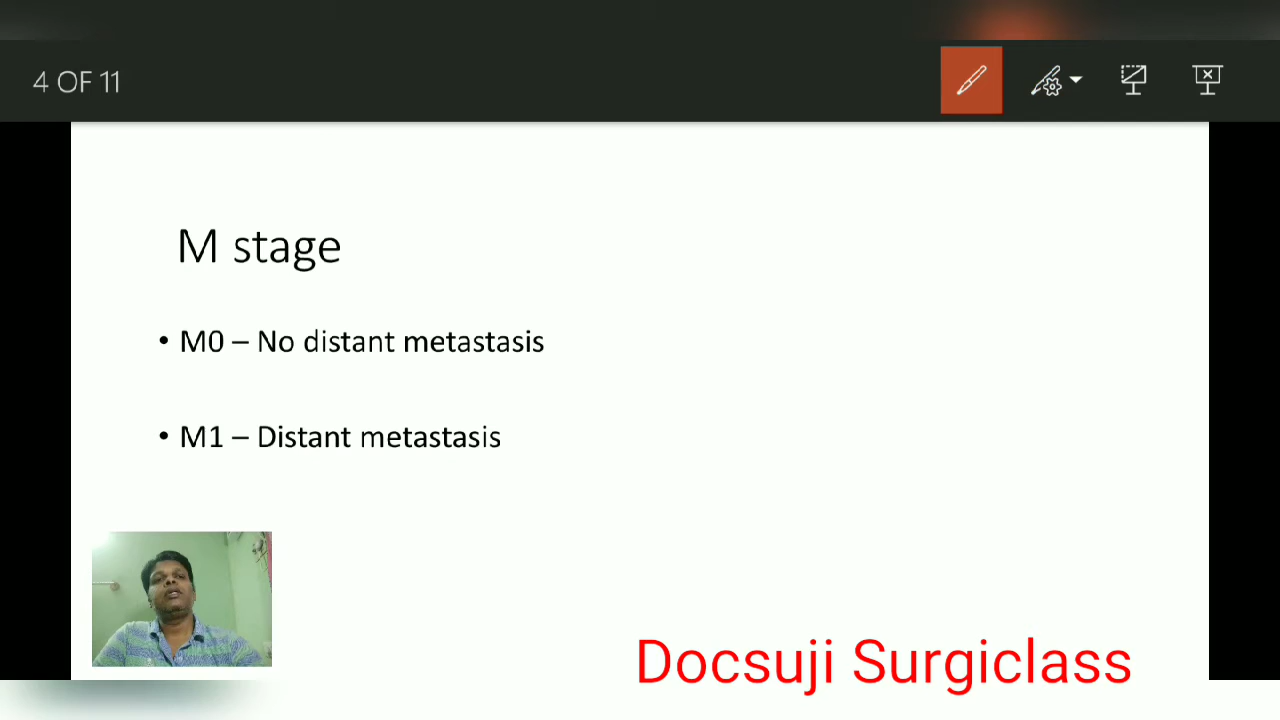 4 OF 11
M stage
• M0 – No distant metastasis
• M1 – Distant metastasis
Docsuji Surgiclass